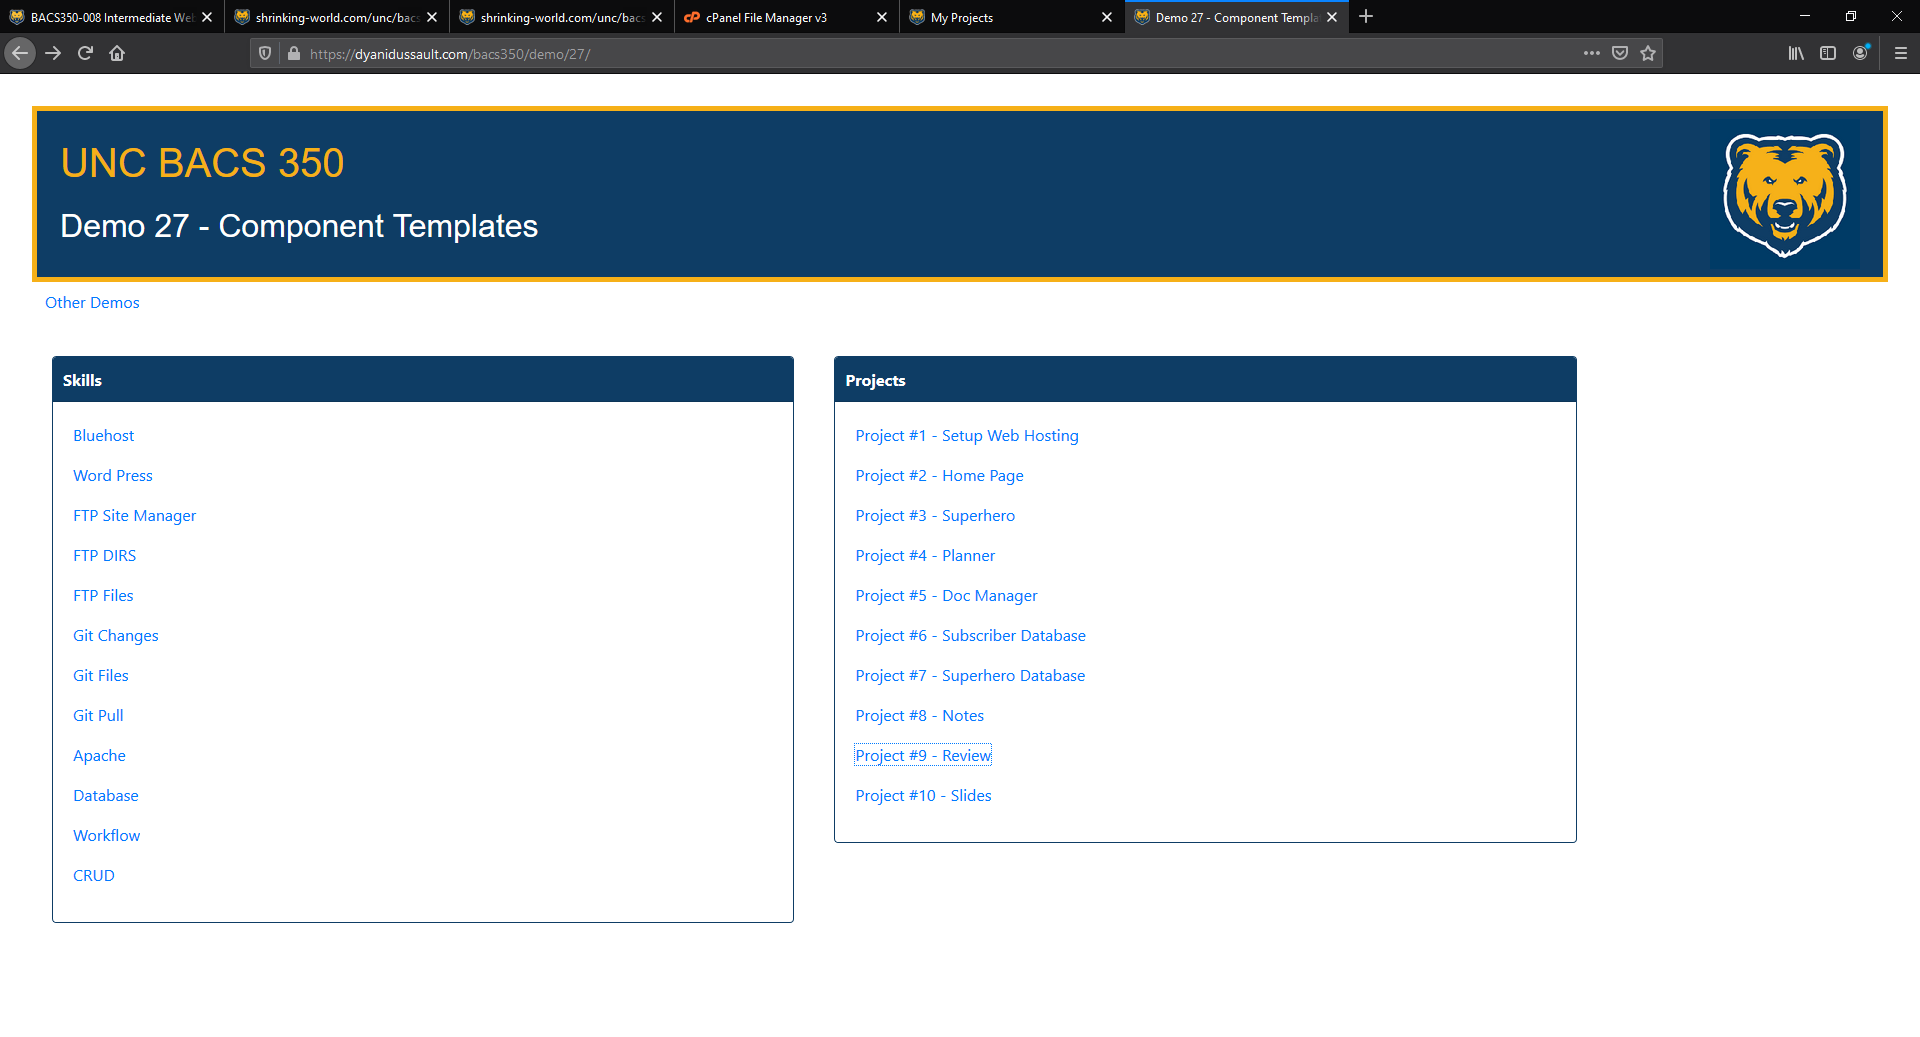 BACS350-008 Intermediate We
shrinking-world.com/unc/bacs
shrinking-world.com/unc/bacs
cPanel File Manager v3
My Projects
Demo 27 - Component Templa
https://dyanidussault.com/bacs350/demo/27/
UNC BACS 350
Demo 27 - Component Templates
Other Demos
Skills
Bluehost
Word Press
FTP Site Manager
FTP DIRS
FTP Files
Git Changes
Git Files
Git Pull
Apache
Database
Workflow
CRUD
Projects
Project #1 - Setup Web Hosting
Project #2 - Home Page
Project #3 - Superhero
Project #4 - Planner
Project #5 - Doc Manager
Project #6 - Subscriber Database
Project #7 - Superhero Database
Project #8 - Notes
Project #9 - Review
Project #10 - Slides